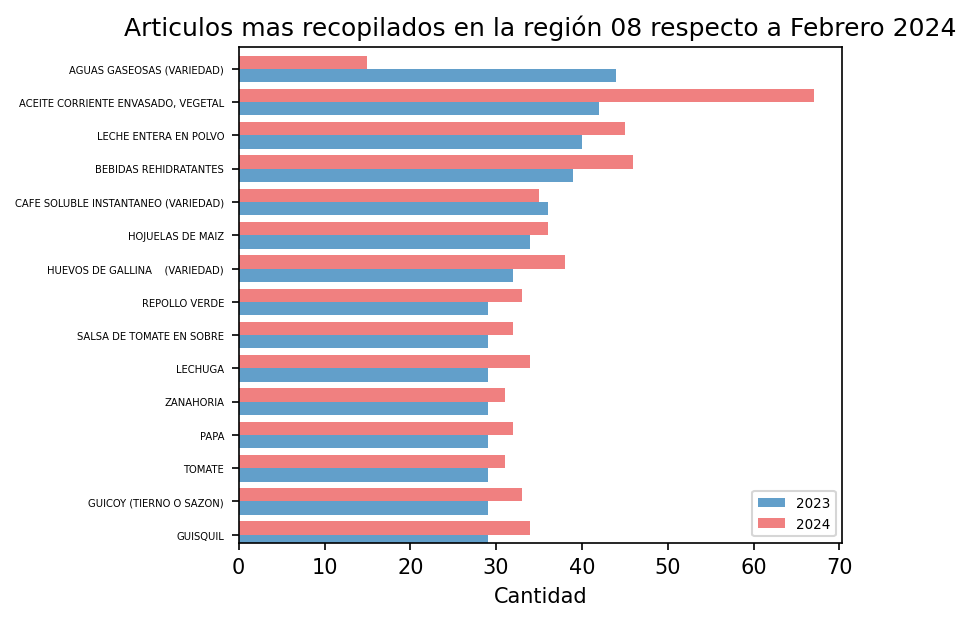 Articulos mas recopilados en la región 08 respecto a Febrero 2024
AGUAS GASEOSAS (VARIEDAD)
ACEITE CORRIENTE ENVASADO, VEGETAL
LECHE ENTERA EN POLVO
BEBIDAS REHIDRATANTES
CAFE SOLUBLE INSTANTANEO (VARIEDAD)
HOJUELAS DE MAIZ
HUEVOS DE GALLINA    (VARIEDAD)
REPOLLO VERDE
SALSA DE TOMATE EN SOBRE
LECHUGA
ZANAHORIA
PAPA
TOMATE
GUICOY (TIERNO O SAZON)
GUISQUIL
2023
2024
0 10 20 30 40 50 60 70
Cantidad